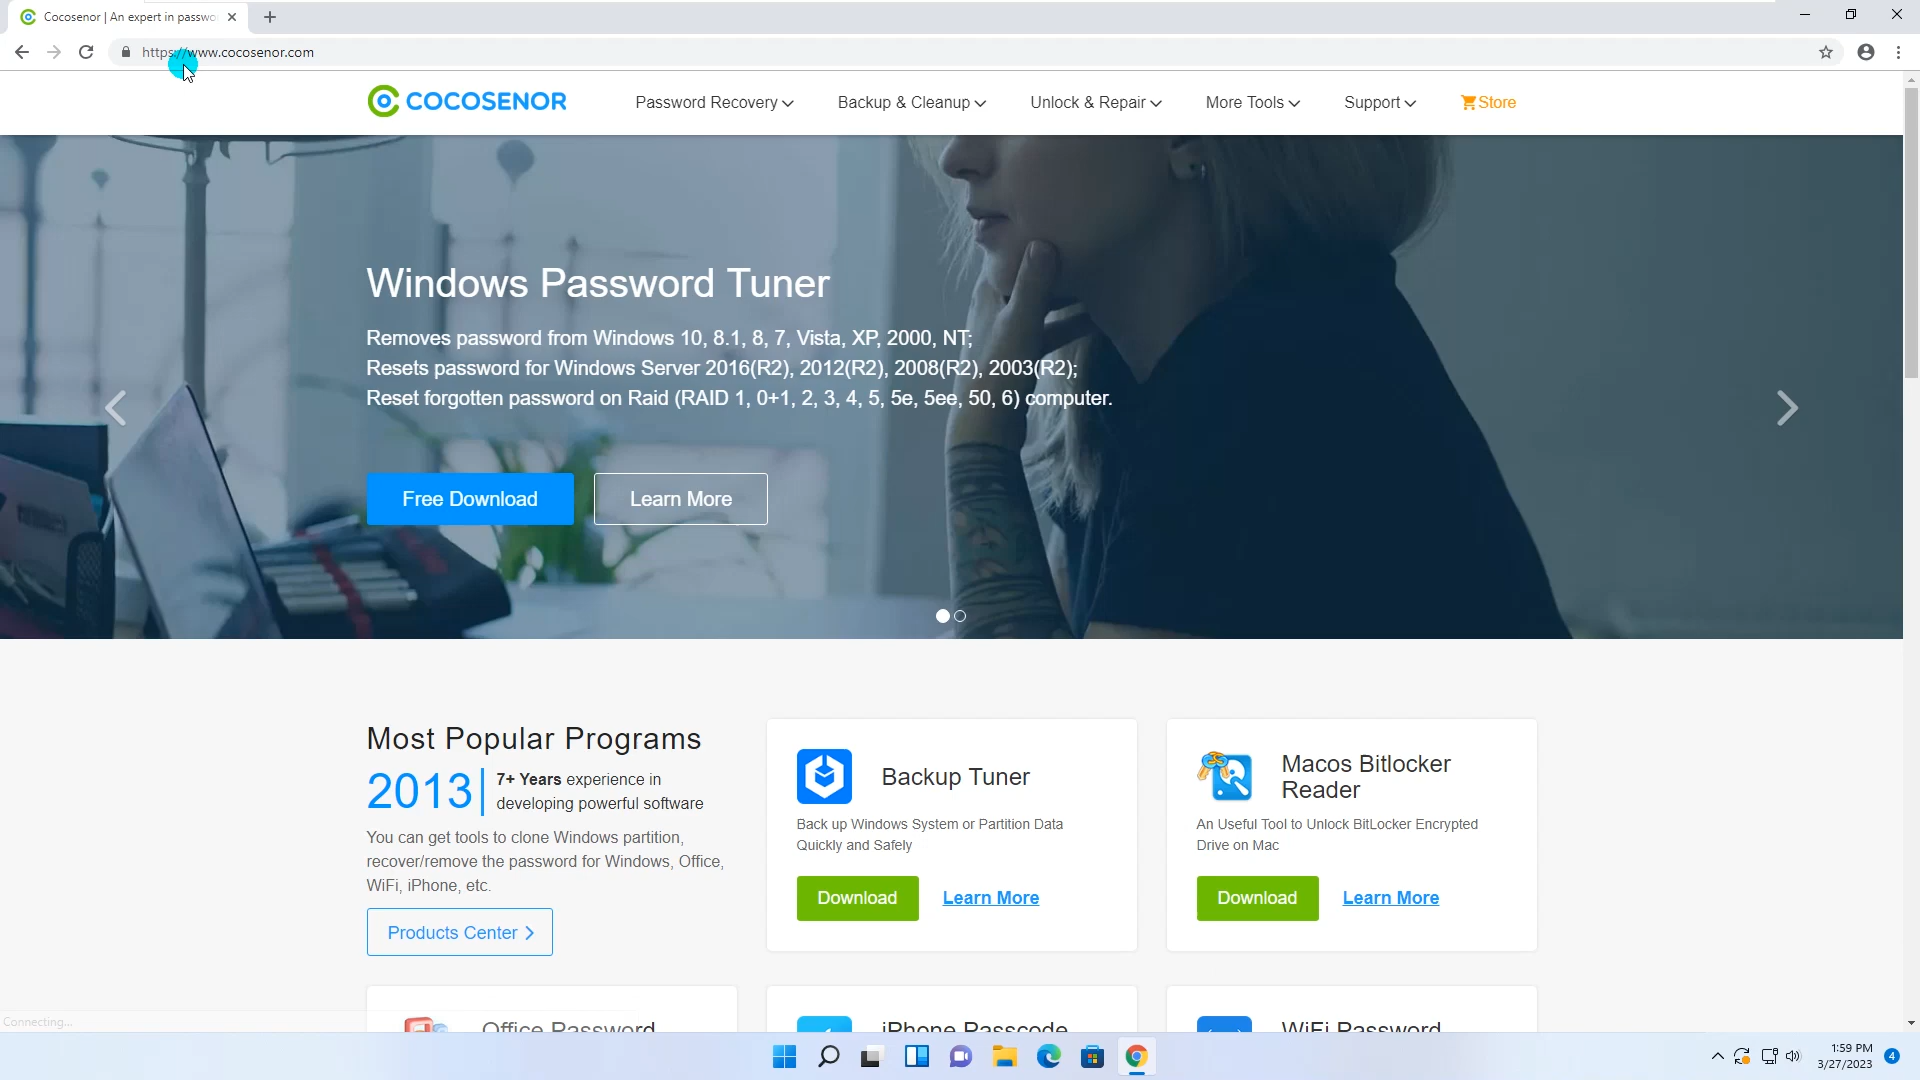 Cocosenor | An expert in passwo
https://www.cocosenor.com
COCOSENOR
Password Recovery
Backup & Cleanup
Unlock & Repair
More Tools
Support
Store
Windows Password Tuner
Removes password from Windows 10, 8.1, 8, 7, Vista, XP, 2000, NT;
Resets password for Windows Server 2016(R2), 2012(R2), 2008(R2), 2003(R2);
Reset forgotten password on Raid (RAID 1, 0+1, 2, 3, 4, 5, 5e, 5ee, 50, 6) computer.
Free Download
Learn More
Most Popular Programs
2013
7+ Years experience in
developing powerful software
You can get tools to clone Windows partition,
recover/remove the password for Windows, Office,
WiFi, iPhone, etc.
Products Center
Backup Tuner
Back up Windows System or Partition Data
Quickly and Safely
Download
Learn More
Macos Bitlocker
Reader
An Useful Tool to Unlock BitLocker Encrypted
Drive on Mac
Download
Learn More
Office Password
iPhone Passcode
WiFi Password
Connecting...
1:59 PM
3/27/2023
4